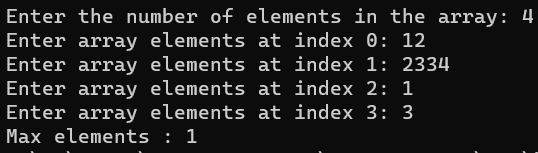 Enter the number of elements in the array: 4
Enter array elements at index 0: 12
Enter array elements at index 1: 2334
Enter array elements at index 2: 1
Enter array elements at index 3: 3
Max elements : 1